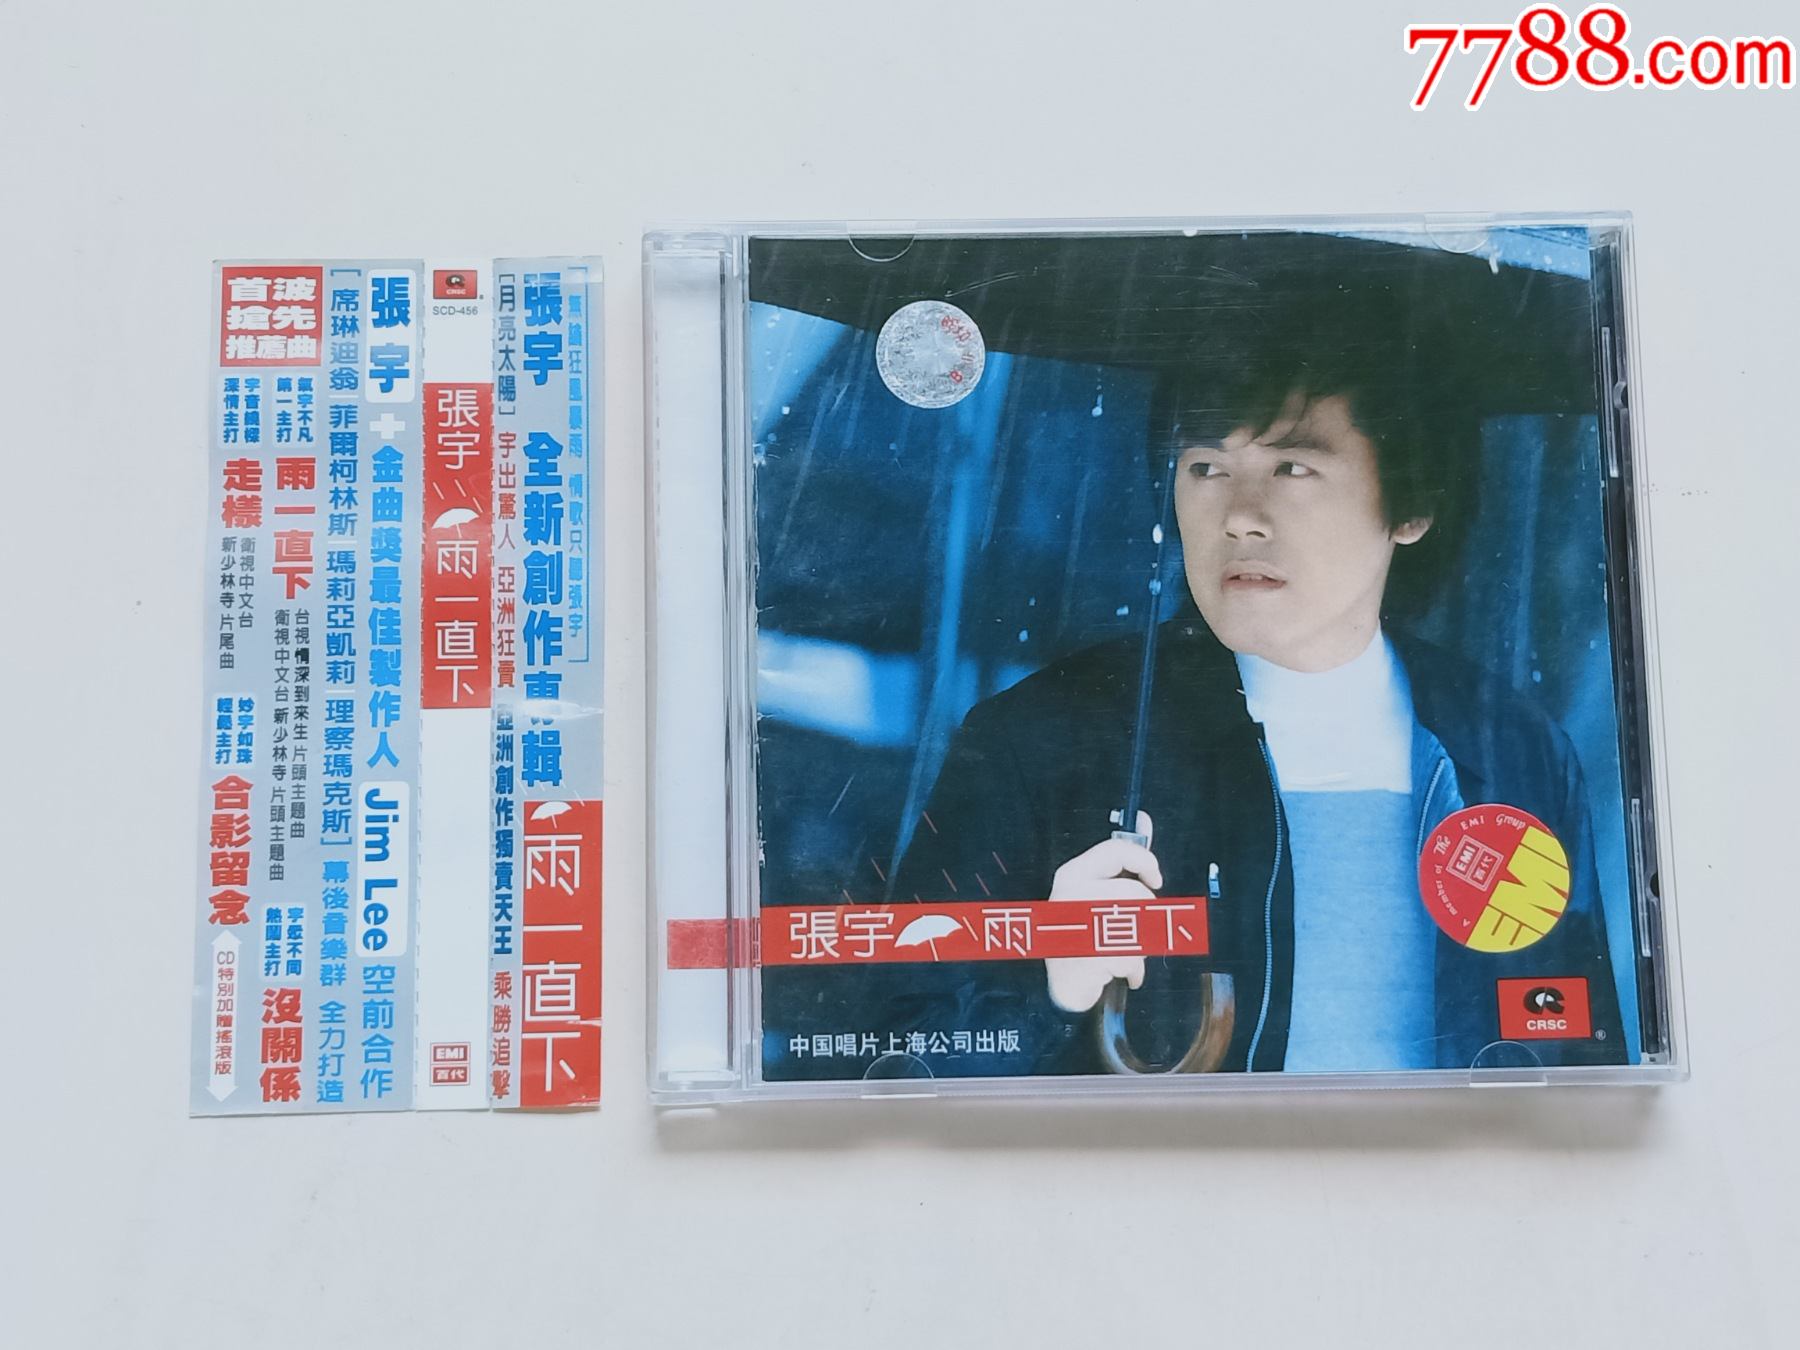 7788.com
首波
搶先
推薦曲
氣宇不凡
第一主打
雨一直下
台視 情深到來生 片頭主題曲
衛視中文台 新少林寺 片頭主題曲
宇音繞樑
深情主打
走樣
衛視中文台
新少林寺 片尾曲
妙宇如珠
輕鬆主打
合影留念
宇眾不同
熱鬧主打
沒關係
CD特別加贈搖滾版
張宇+金曲獎最佳製作人 Jim Lee 空前合作
[席琳迪翁|菲爾柯林斯|瑪莉亞凱莉|理察瑪克斯] 幕後音樂群 全力打造
CRSC
SCD-456
張宇 雨一直下
EMI
百代
[無論狂風暴雨 情歌只聽張宇]
張宇 全新創作專輯 雨一直下
[月亮太陽] 宇出驚人 亞洲狂賣 亞洲創作獨賣天王 乘勝追擊
張宇 雨一直下
中国唱片上海公司出版
A member of The EMI Group
EMI
百代
EMI
CRSC
®